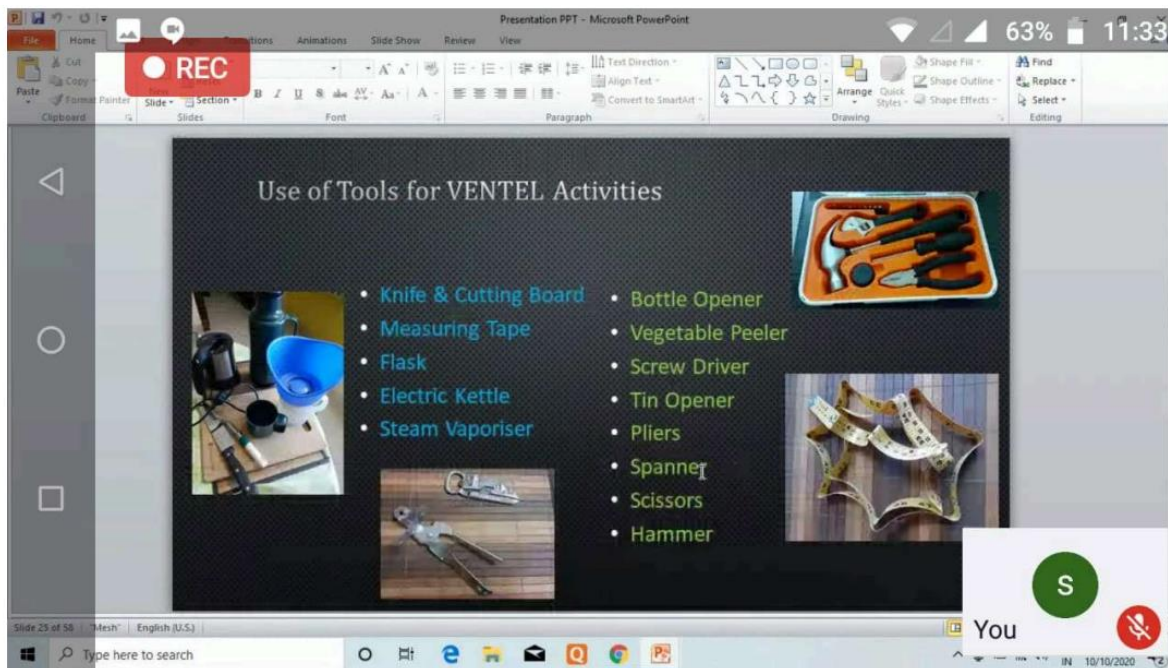 Presentation PPT - Microsoft PowerPoint
63% 11:33
File Home Transitions Animations Slide Show Review View
REC
Cut
Copy
Format Painter
Paste
Clipboard
Slide
Section
Slides
Font
Text Direction
Align Text
Convert to SmartArt
Paragraph
Arrange
Quick Styles
Shape Fill
Shape Outline
Shape Effects
Drawing
Find
Replace
Select
Editing
Use of Tools for VENTEL Activities
• Knife & Cutting Board
• Measuring Tape
• Flask
• Electric Kettle
• Steam Vaporiser
• Bottle Opener
• Vegetable Peeler
• Screw Driver
• Tin Opener
• Pliers
• Spanner
• Scissors
• Hammer
S
You
Slide 25 of 58 "Mesh" English (U.S.)
Type here to search
IN 10/10/2020